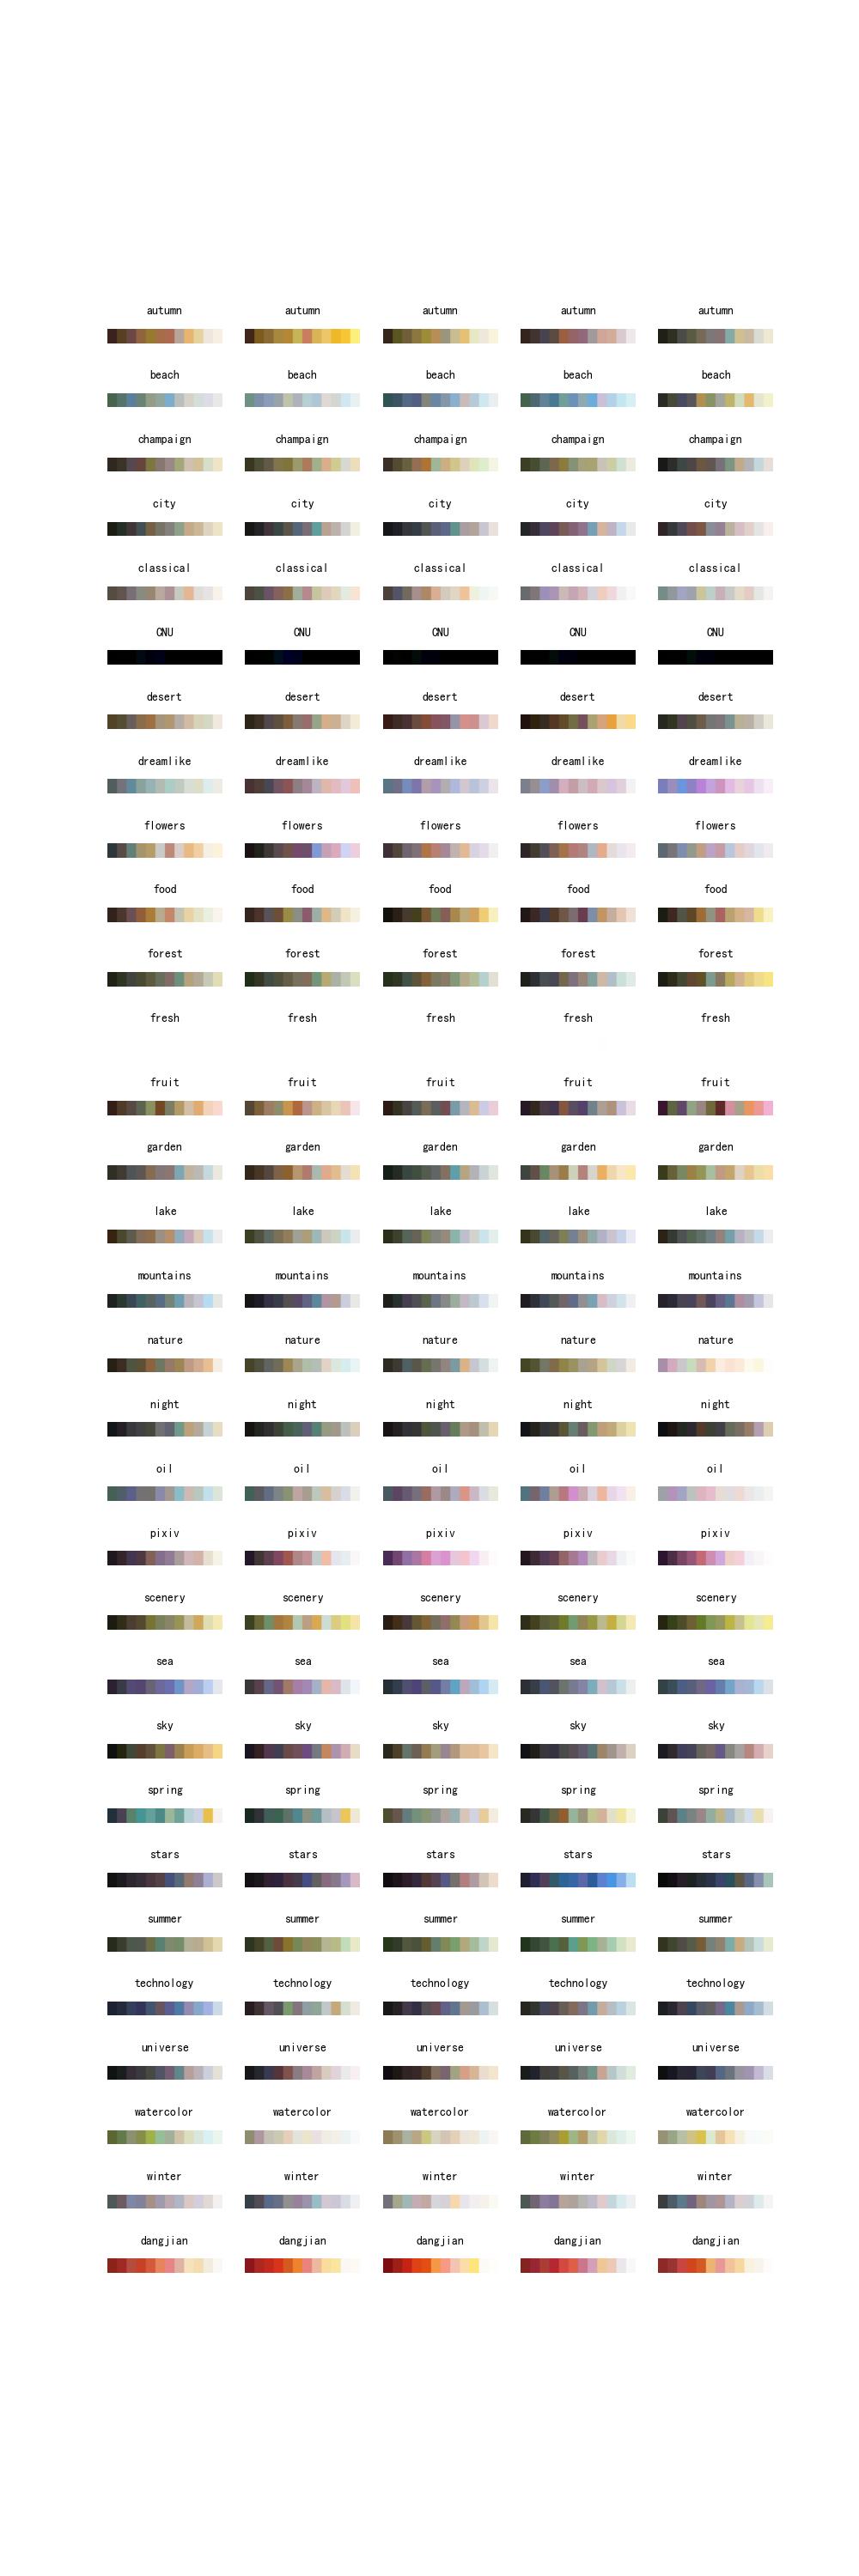 autumn autumn autumn autumn autumn
beach beach beach beach beach
champaign champaign champaign champaign champaign
city city city city city
classical classical classical classical classical
CNU CNU CNU CNU CNU
desert desert desert desert desert
dreamlike dreamlike dreamlike dreamlike dreamlike
flowers flowers flowers flowers flowers
food food food food food
forest forest forest forest forest
fresh fresh fresh fresh fresh
fruit fruit fruit fruit fruit
garden garden garden garden garden
lake lake lake lake lake
mountains mountains mountains mountains mountains
nature nature nature nature nature
night night night night night
oil oil oil oil oil
pixiv pixiv pixiv pixiv pixiv
scenery scenery scenery scenery scenery
sea sea sea sea sea
sky sky sky sky sky
spring spring spring spring spring
stars stars stars stars stars
summer summer summer summer summer
technology technology technology technology technology
universe universe universe universe universe
watercolor watercolor watercolor watercolor watercolor
winter winter winter winter winter
dangjian dangjian dangjian dangjian dangjian